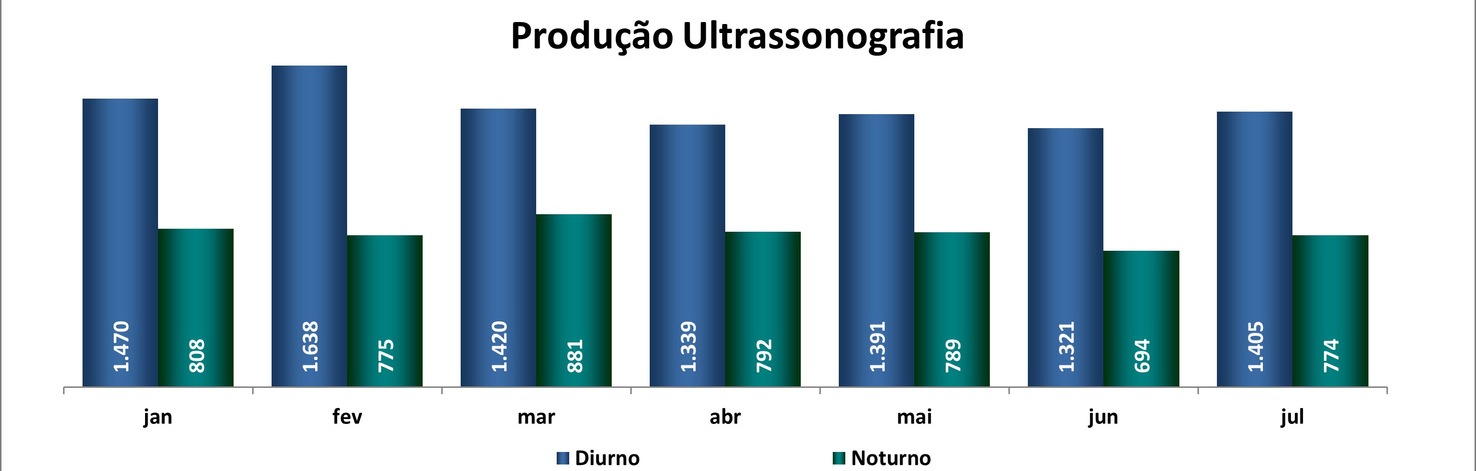 Produção Ultrassonografia
1.470 808 1.638 775 1.420 881 1.339 792 1.391 789 1.321 694 1.405 774
jan fev mar abr mai jun jul
Diurno Noturno